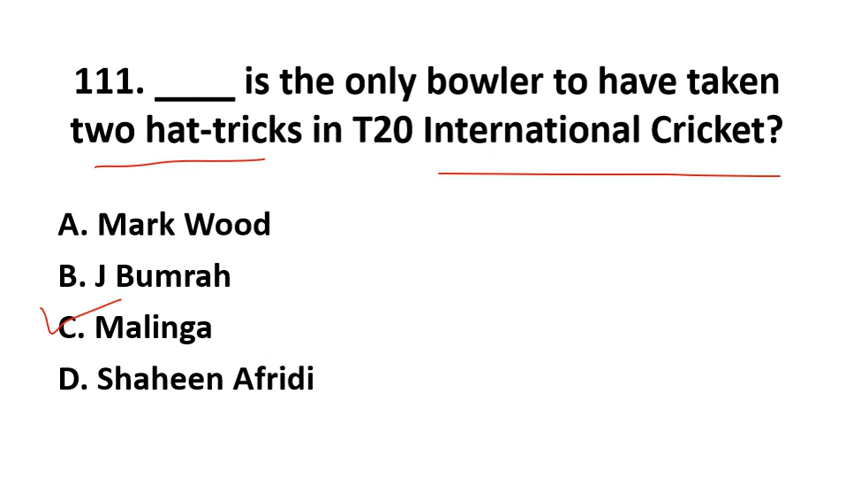 111. ____ is the only bowler to have taken
two hat-tricks in T20 International Cricket?
A. Mark Wood
B. J Bumrah
C. Malinga
D. Shaheen Afridi